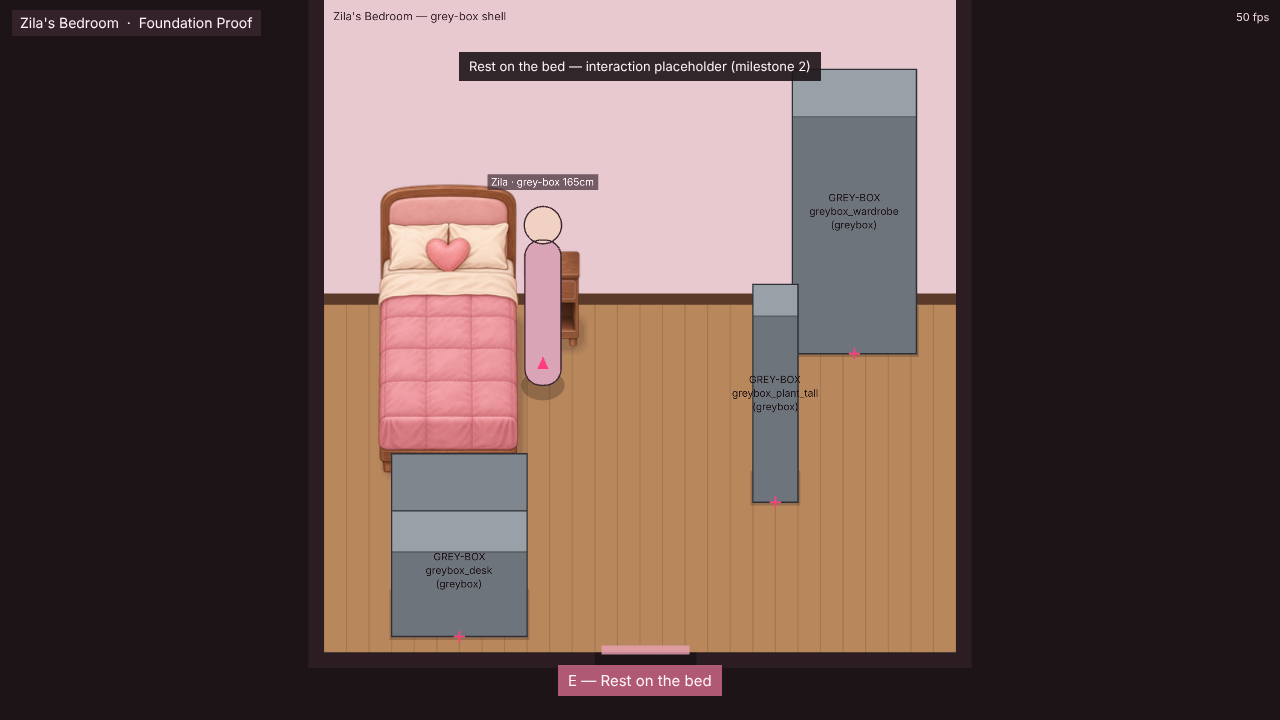 Zila's Bedroom · Foundation Proof
Zila's Bedroom — grey-box shell
50 fps
Rest on the bed — interaction placeholder (milestone 2)
Zila · grey-box 165cm
GREY-BOX
greybox_wardrobe
(greybox)
GREY-BOX
greybox_plant_tall
(greybox)
GREY-BOX
greybox_desk
(greybox)
E — Rest on the bed